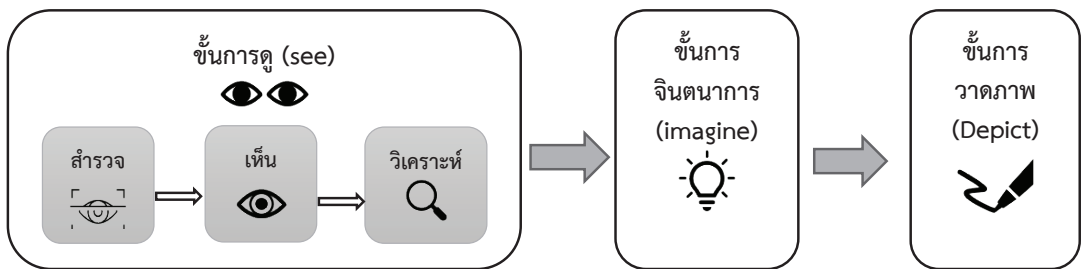 ขั้นการดู (see)
สำรวจ
เห็น
วิเคราะห์
ขั้นการ
จินตนาการ
(imagine)
ขั้นการ
วาดภาพ
(Depict)